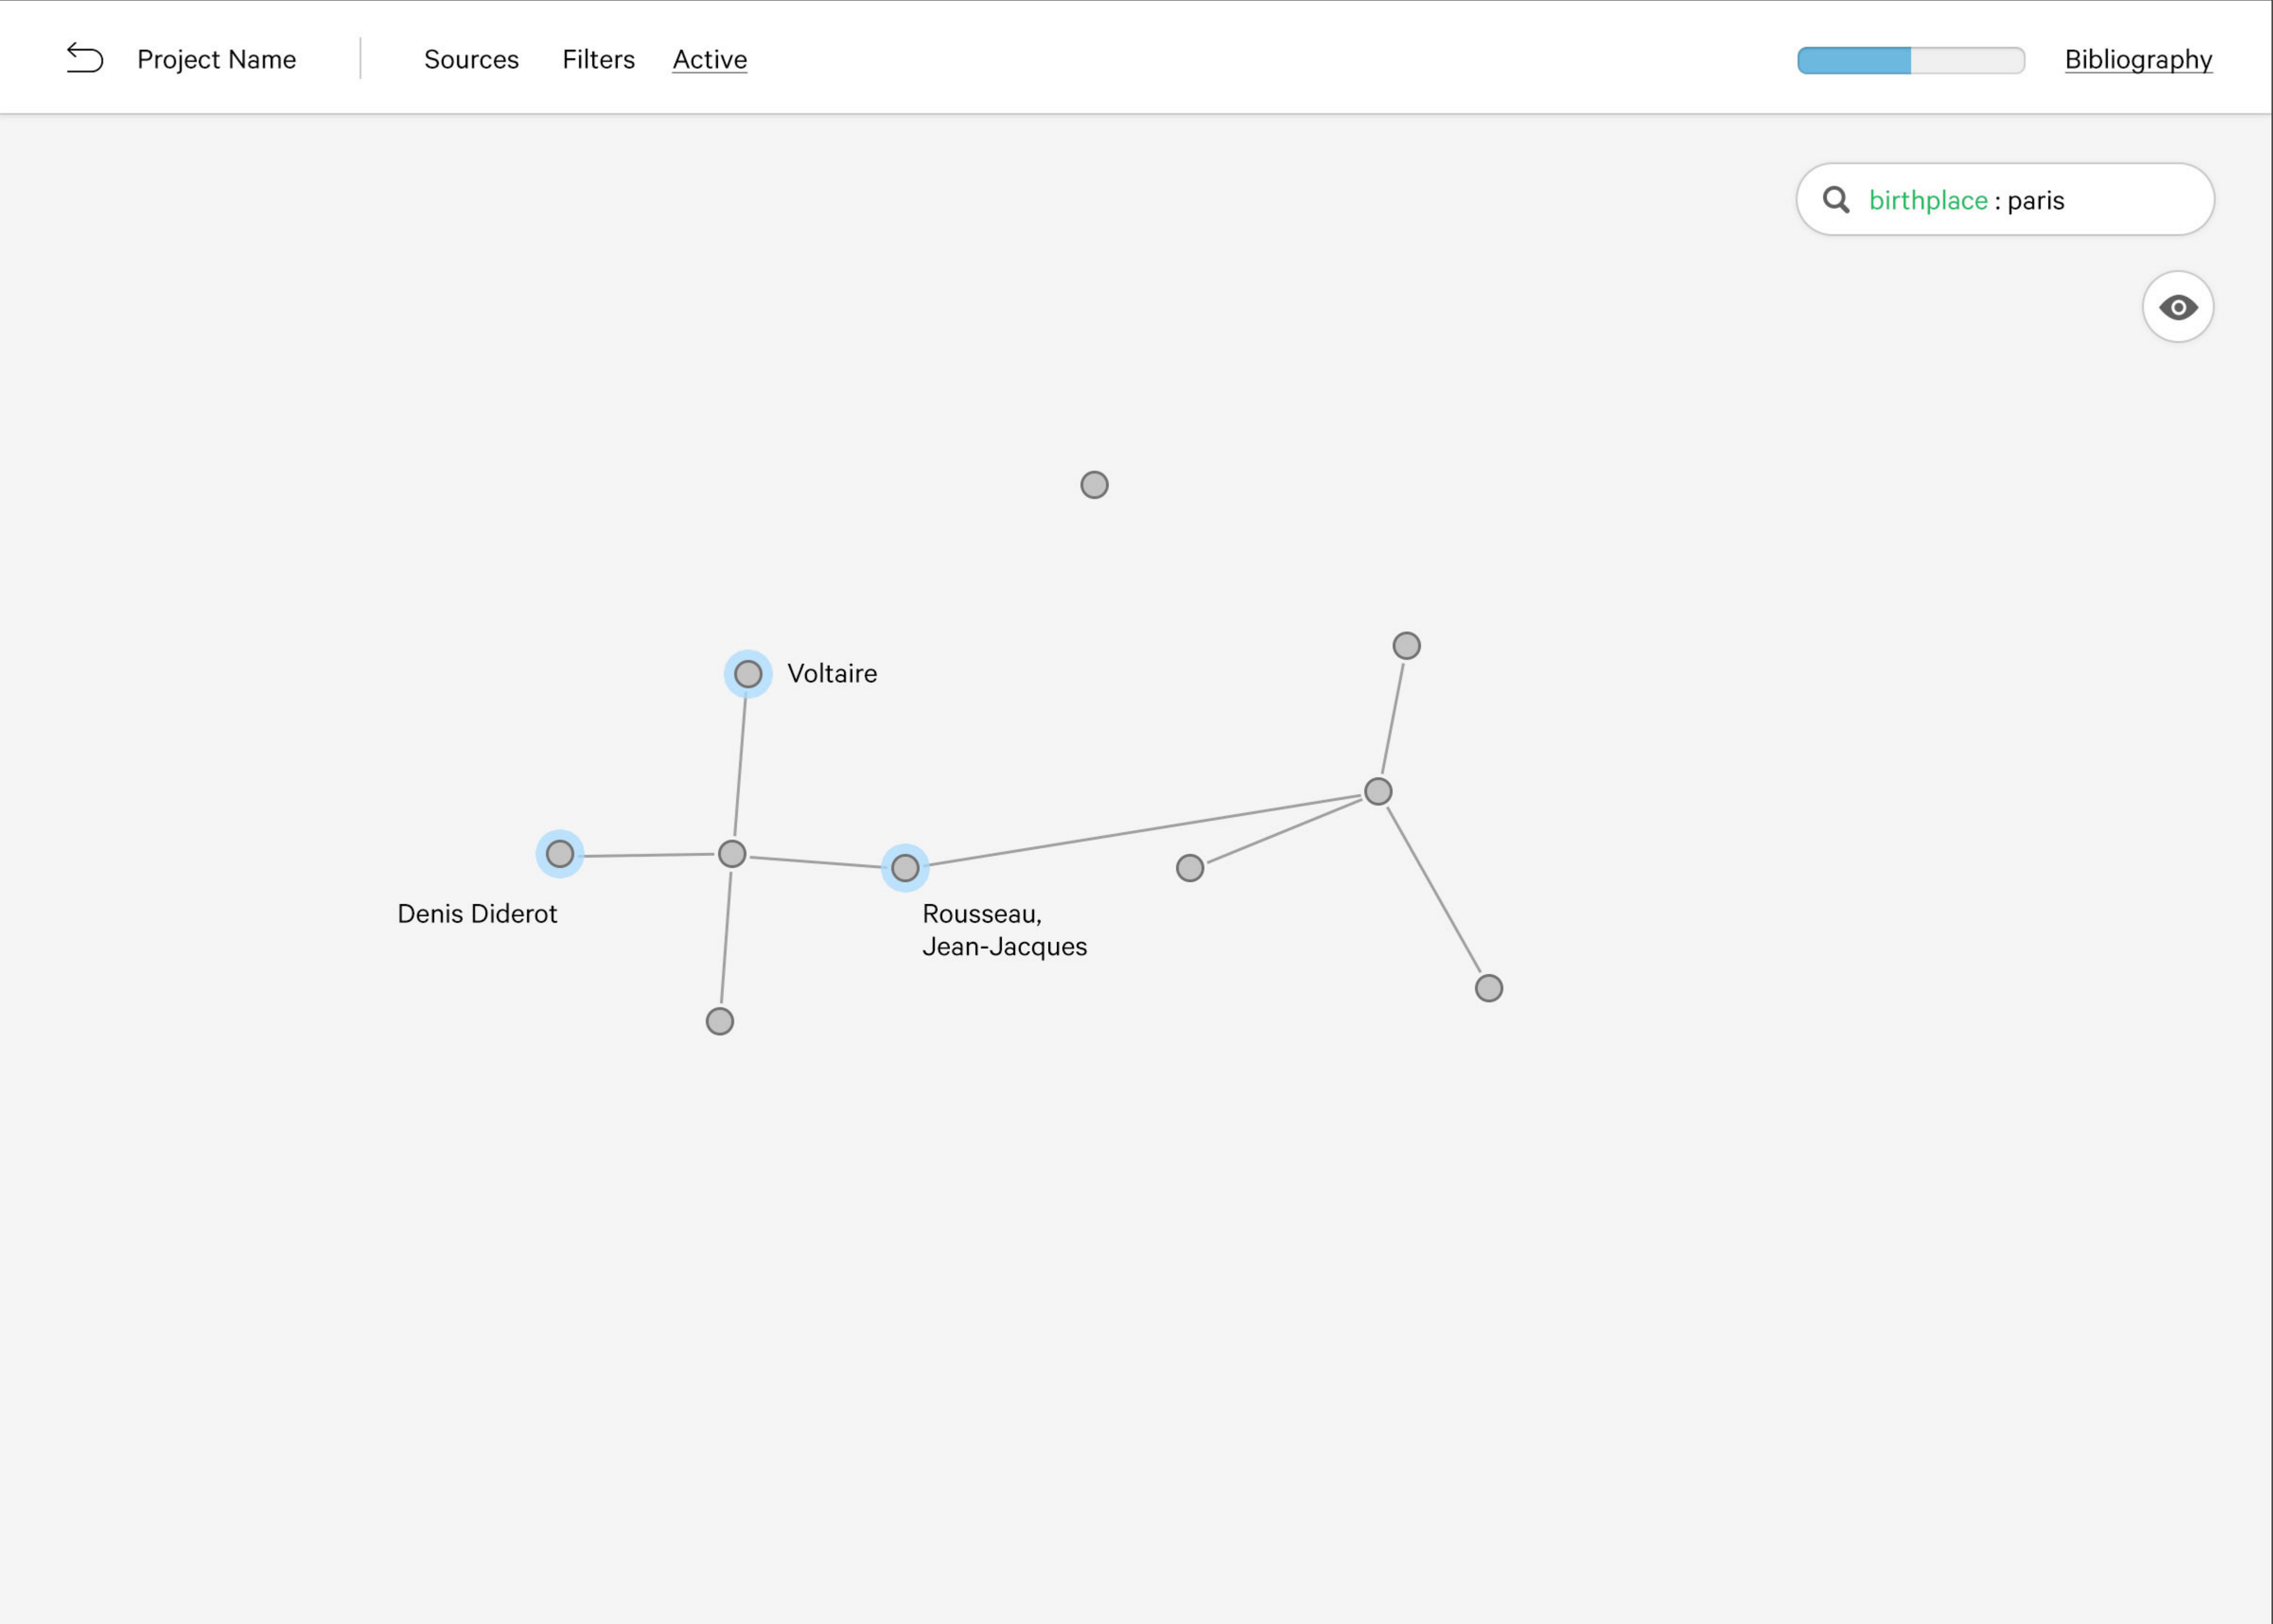 Project Name
Sources
Filters
Active
Bibliography
birthplace : paris
Voltaire
Denis Diderot
Rousseau,
Jean-Jacques